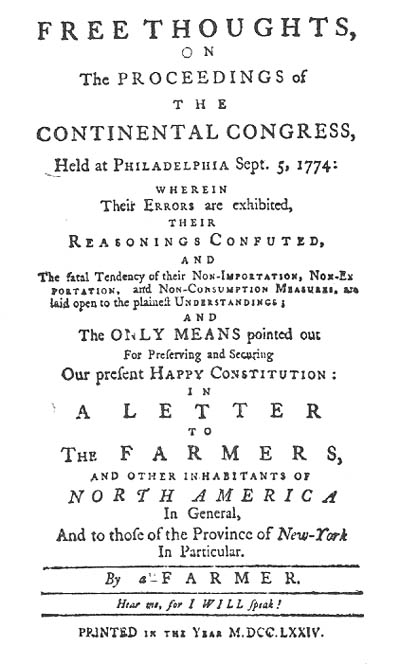 FREE THOUGHTS,
ON
The PROCEEDINGS of
THE
CONTINENTAL CONGRESS,
Held at PHILADELPHIA Sept. 5, 1774:
WHEREIN
Their ERRORS are exhibited,
THEIR
REASONINGS CONFUTED,
AND
The fatal Tendency of their NON-IMPORTATION, NON-EX
PORTATION, and NON-CONSUMPTION MEASURES, are
laid open to the plainest UNDERSTANDINGS;
AND
The ONLY MEANS pointed out
For Preserving and Securing
Our present HAPPY CONSTITUTION:
IN
A LETTER
TO
THE FARMERS,
AND OTHER INHABITANTS OF
NORTH AMERICA
In General,
And to those of the Province of New-York
In Particular.
By a FARMER.
Hear me, for I WILL speak!
PRINTED IN THE YEAR M.DCC.LXXIV.